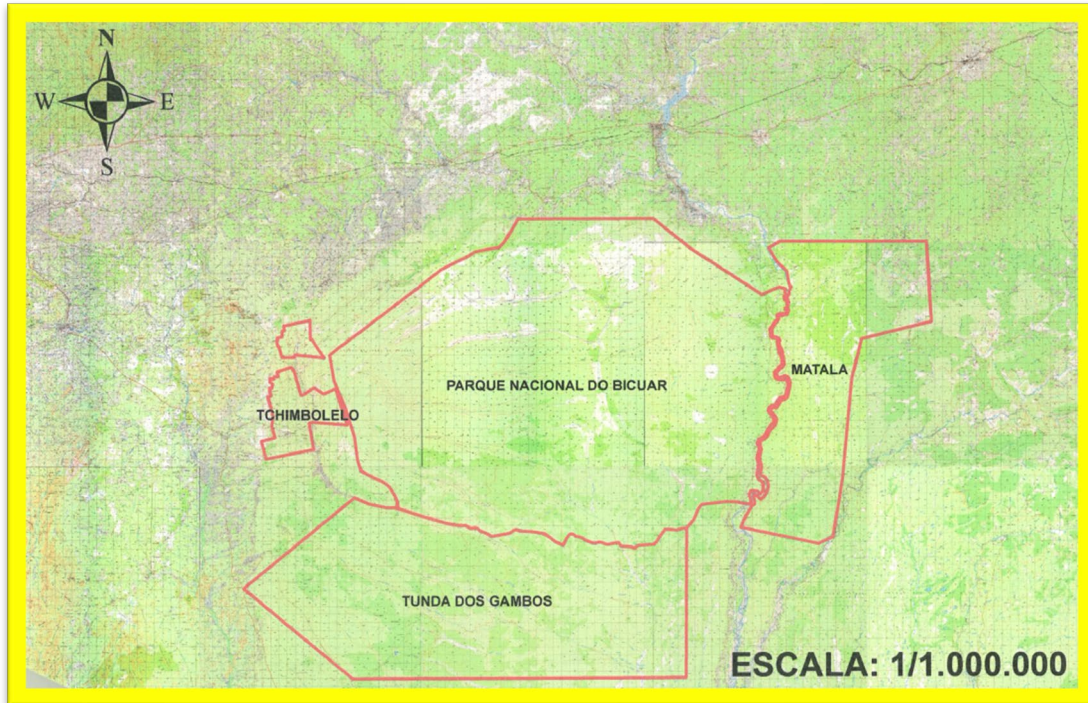 N
W E
S
MATALA
PARQUE NACIONAL DO BICUAR
TCHIMBOLELO
TUNDA DOS GAMBOS
ESCALA: 1/1.000.000